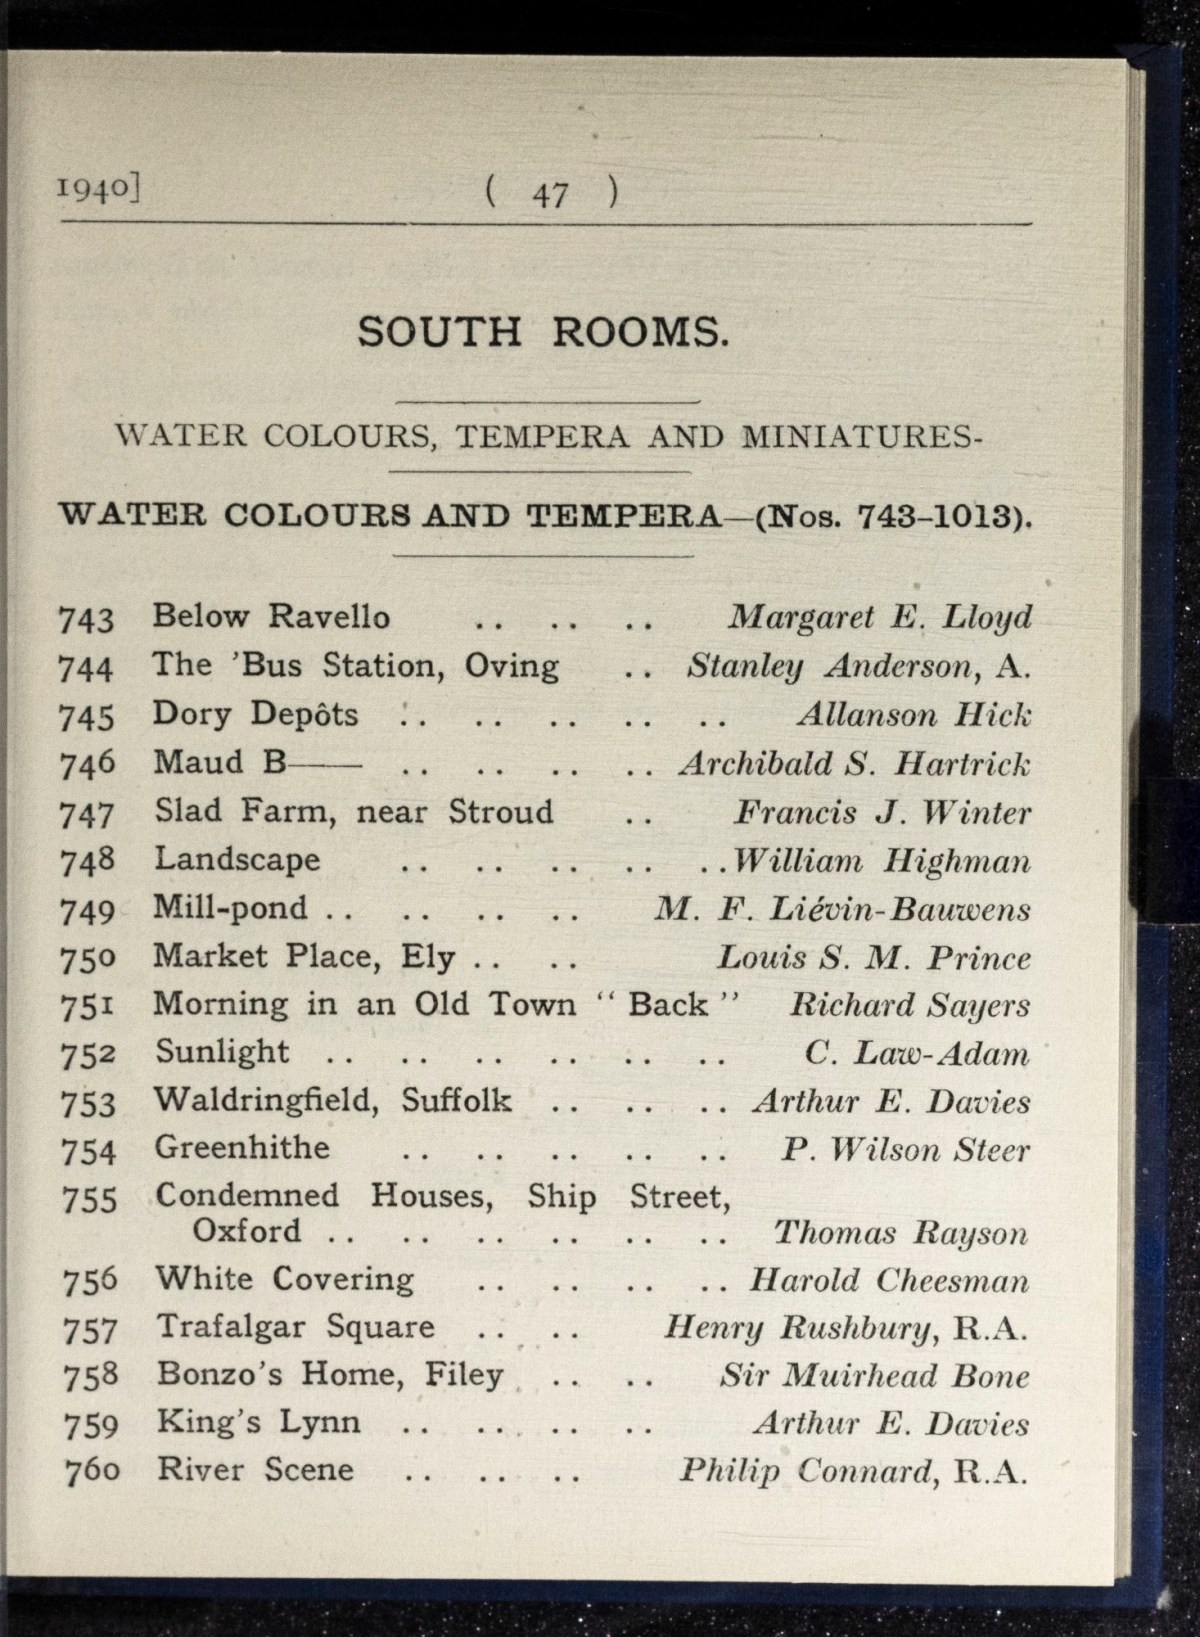 1940] ( 47 )
SOUTH ROOMS.
WATER COLOURS, TEMPERA AND MINIATURES-
WATER COLOURS AND TEMPERA—(Nos. 743–1013).
743 Below Ravello .. .. .. Margaret E. Lloyd
744 The 'Bus Station, Oving .. Stanley Anderson, A.
745 Dory Depôts .. .. .. .. .. Allanson Hick
746 Maud B—— .. .. .. .. Archibald S. Hartrick
747 Slad Farm, near Stroud .. Francis J. Winter
748 Landscape .. .. .. .. .. William Highman
749 Mill-pond .. .. .. .. M. F. Liévin-Bauwens
750 Market Place, Ely .. .. Louis S. M. Prince
751 Morning in an Old Town “ Back ” Richard Sayers
752 Sunlight .. .. .. .. .. .. C. Law-Adam
753 Waldringfield, Suffolk .. .. .. Arthur E. Davies
754 Greenhithe .. .. .. .. .. P. Wilson Steer
755 Condemned Houses, Ship Street,
Oxford .. .. .. .. .. .. Thomas Rayson
756 White Covering .. .. .. .. Harold Cheesman
757 Trafalgar Square .. .. Henry Rushbury, R.A.
758 Bonzo's Home, Filey .. .. Sir Muirhead Bone
759 King's Lynn .. .. .. .. Arthur E. Davies
760 River Scene .. .. .. Philip Connard, R.A.